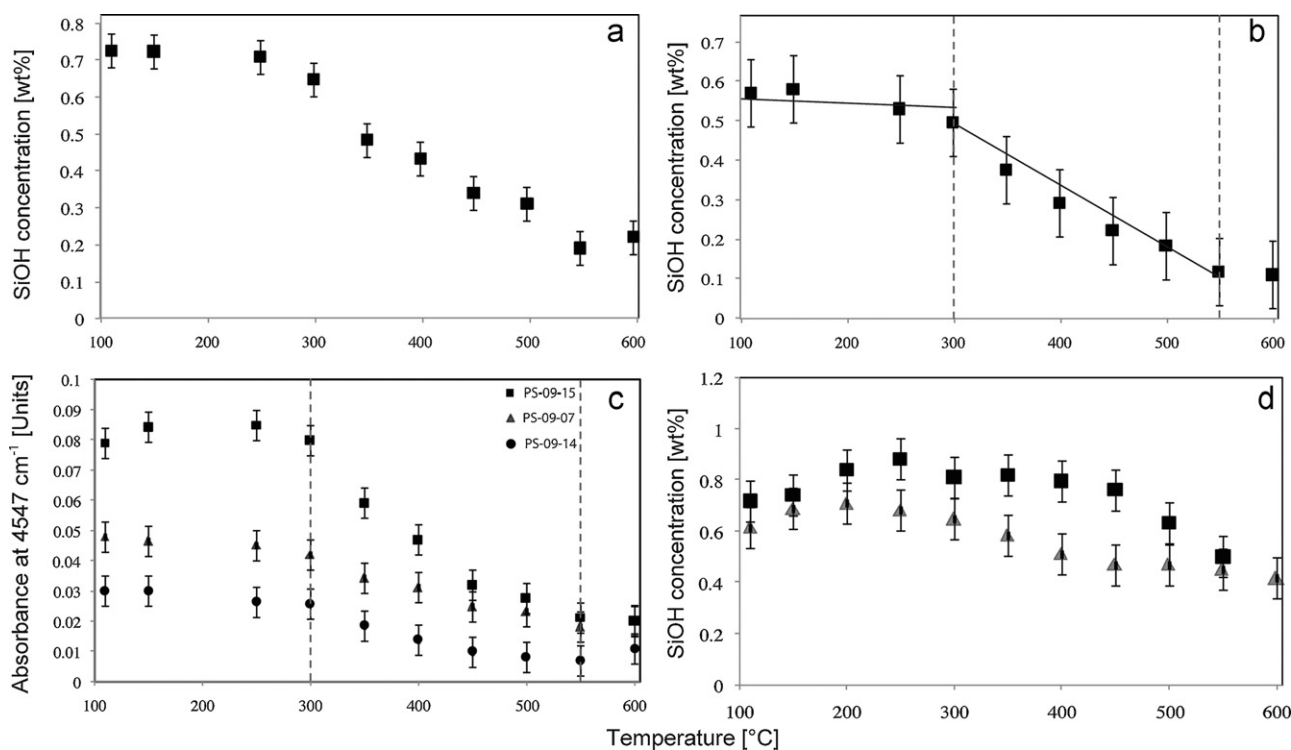 a
SiOH concentration [wt%]
0.8
0.7
0.6
0.5
0.4
0.3
0.2
0.1
0
100 200 300 400 500 600
b
SiOH concentration [wt%]
0.7
0.6
0.5
0.4
0.3
0.2
0.1
0
100 200 300 400 500 600
c
Absorbance at 4547 cm⁻¹ [Units]
0.1
0.09
0.08
0.07
0.06
0.05
0.04
0.03
0.02
0.01
0
PS-09-15
PS-09-07
PS-09-14
100 200 300 400 500 600
d
SiOH concentration [wt%]
1.2
1
0.8
0.6
0.4
0.2
0
100 200 300 400 500 600
Temperature [°C]